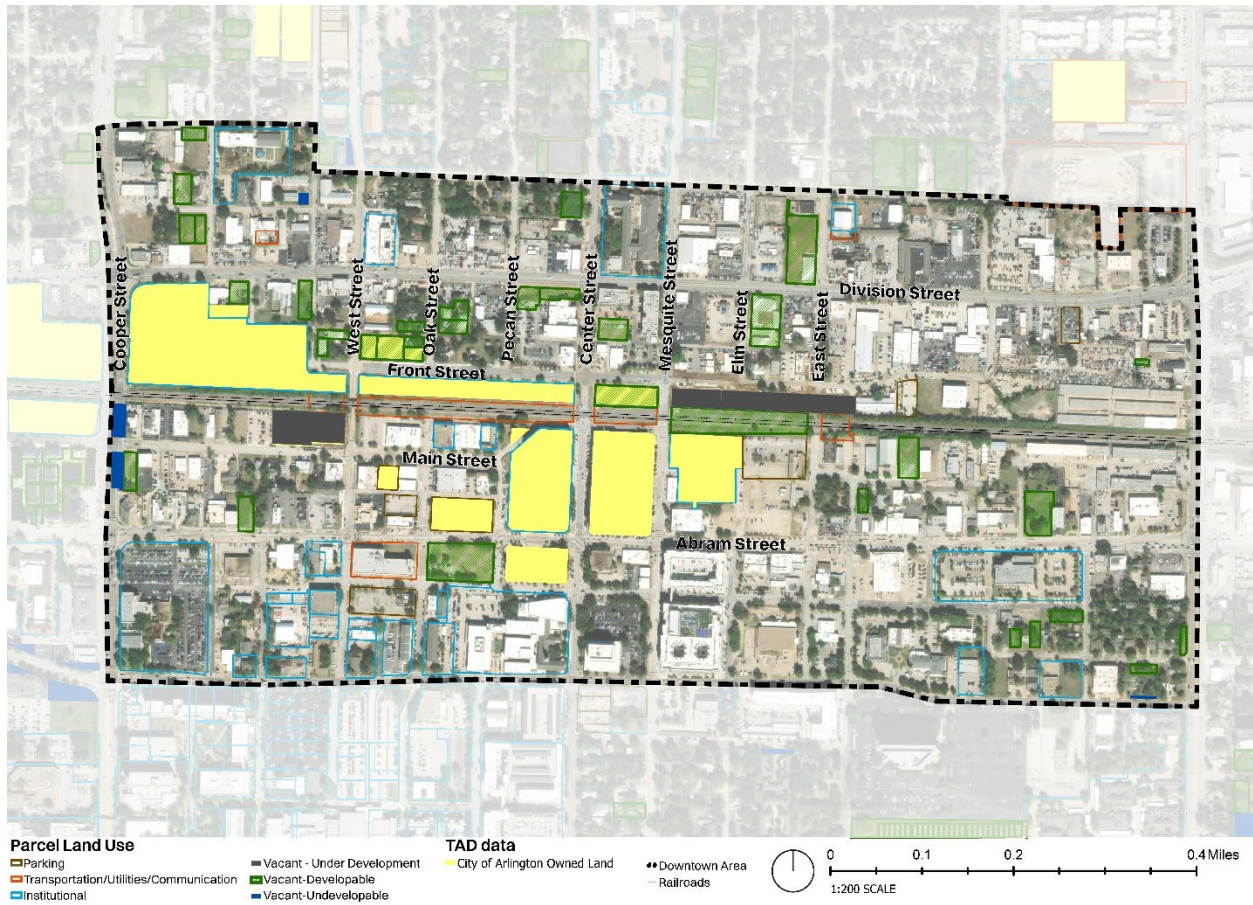 Division Street
Cooper Street
West Street
Oak Street
Pecan Street
Center Street
Mesquite Street
Elm Street
East Street
Front Street
Main Street
Abram Street
Parcel Land Use
Parking
Transportation/Utilities/Communication
Institutional
Vacant - Under Development
Vacant-Developable
Vacant-Undevelopable
TAD data
City of Arlington Owned Land
Downtown Area
Railroads
0 0.1 0.2 0.4 Miles
1:200 SCALE